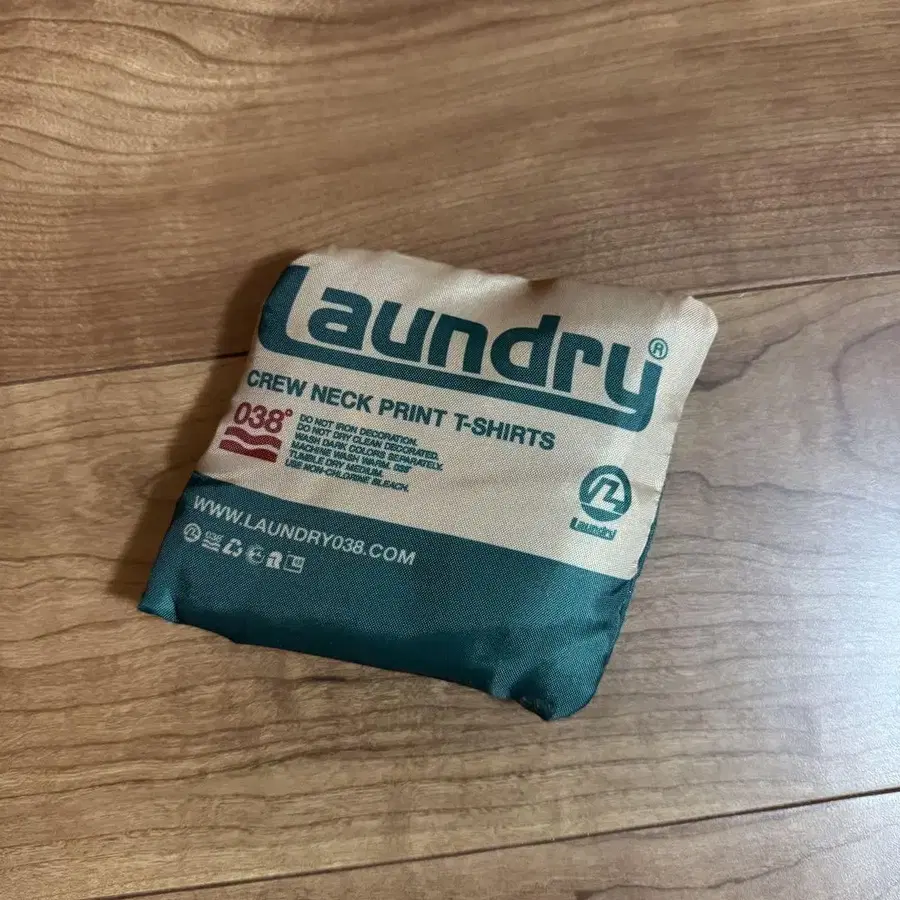 Laundry®
CREW NECK PRINT T-SHIRTS
038°
DO NOT IRON DECORATION.
DO NOT DRY CLEAN DECORATED.
WASH DARK COLORS SEPARATELY.
MACHINE WASH WARM. 038°
TUMBLE DRY MEDIUM.
USE NON-CHLORINE BLEACH.
Laundry
WWW.LAUNDRY038.COM